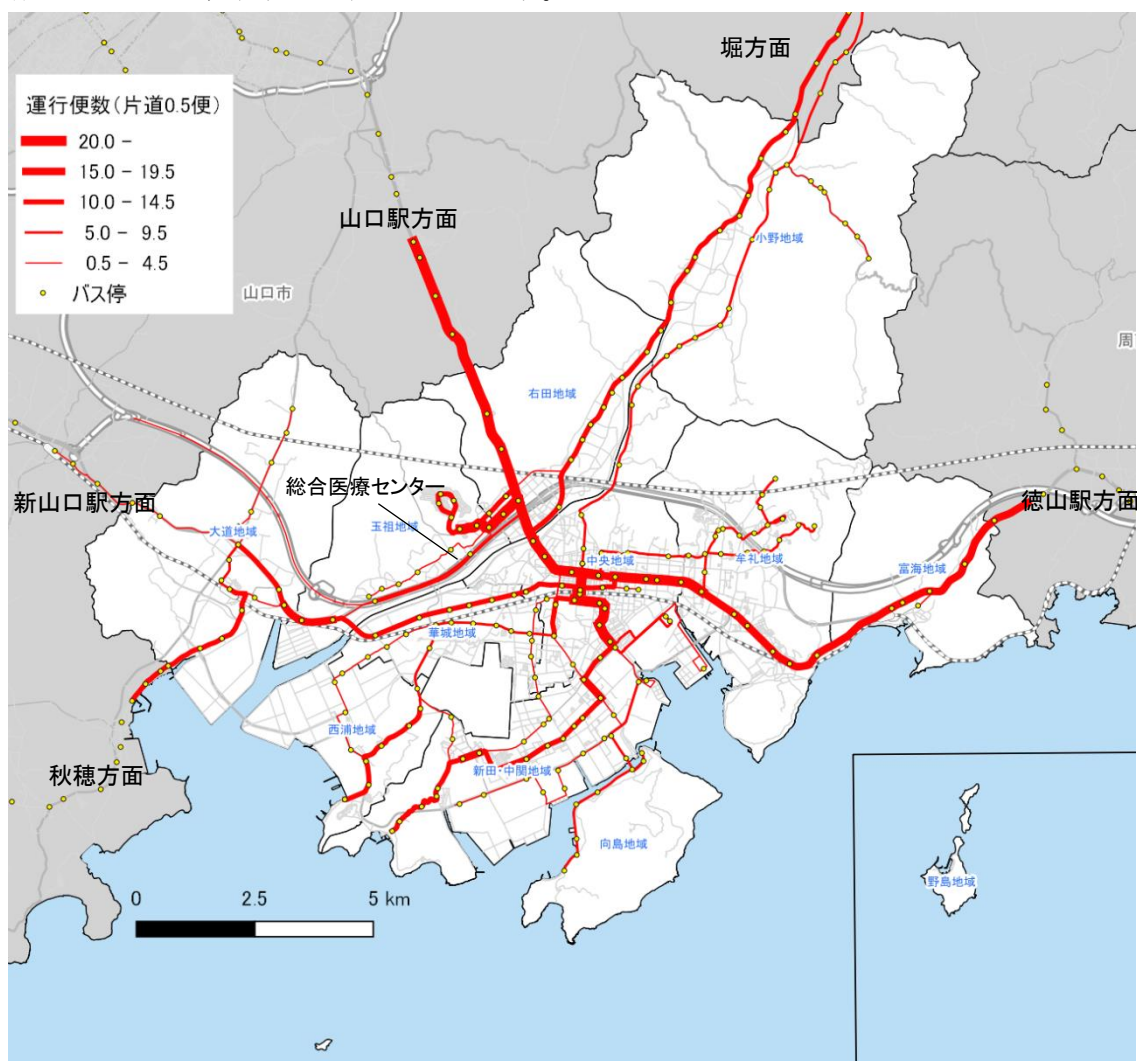 堀方面
運行便数(片道0.5便)
20.0 -
15.0 - 19.5
10.0 - 14.5
5.0 - 9.5
0.5 - 4.5
バス停
山口駅方面
小野地域
山口市
周
右田地域
総合医療センター
新山口駅方面
徳山駅方面
大道地域
玉祖地域
中央地域
牟礼地域
富海地域
華城地域
西浦地域
秋穂方面
新田・中関地域
向島地域
野島地域
0 2.5 5 km